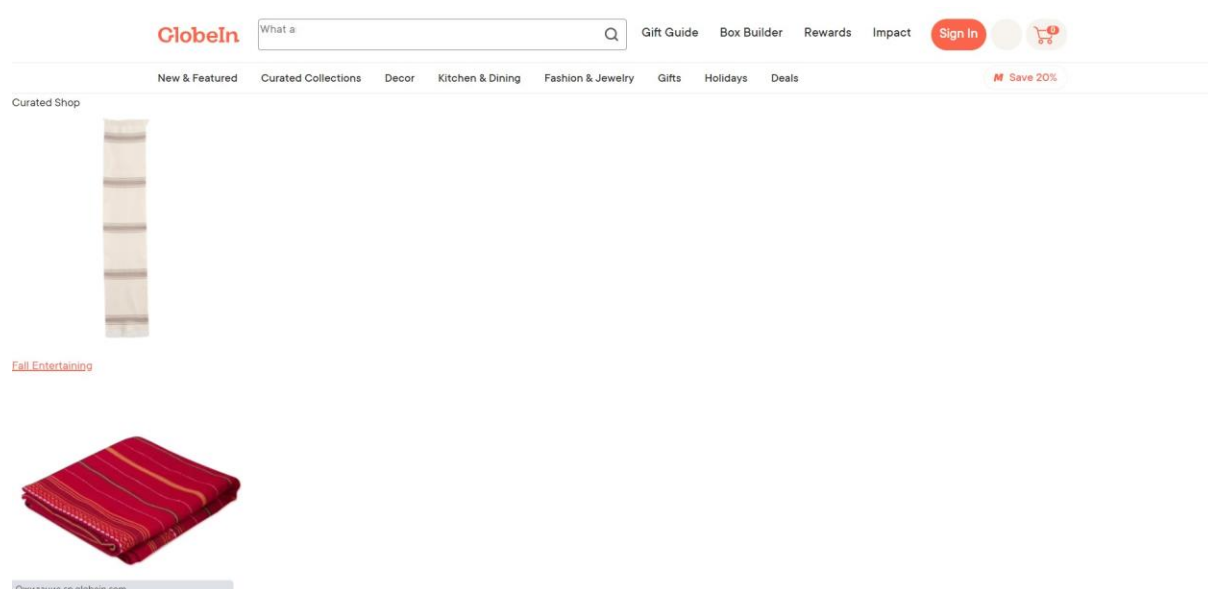 GlobeIn
What a
Gift Guide
Box Builder
Rewards
Impact
Sign In
0
New & Featured
Curated Collections
Decor
Kitchen & Dining
Fashion & Jewelry
Gifts
Holidays
Deals
Save 20%
Curated Shop
Fall Entertaining